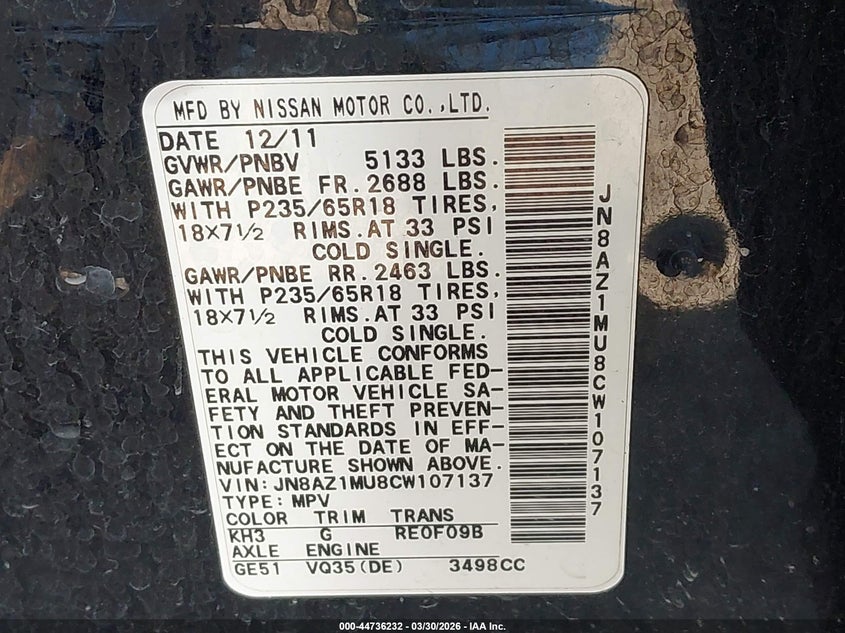 MFD BY NISSAN MOTOR CO.,LTD.
DATE 12/11
GVWR/PNBV 5133 LBS.
GAWR/PNBE FR.2688 LBS.
WITH P235/65R18 TIRES,
18X7½ RIMS.AT 33 PSI
COLD SINGLE.
GAWR/PNBE RR.2463 LBS.
WITH P235/65R18 TIRES,
18X7½ RIMS.AT 33 PSI
COLD SINGLE.
THIS VEHICLE CONFORMS
TO ALL APPLICABLE FED-
ERAL MOTOR VEHICLE SA-
FETY AND THEFT PREVEN-
TION STANDARDS IN EFF-
ECT ON THE DATE OF MA-
NUFACTURE SHOWN ABOVE.
VIN: JN8AZ1MU8CW107137
TYPE: MPV
COLOR TRIM TRANS
KH3 G RE0F09B
AXLE ENGINE
GE51 VQ35(DE) 3498CC
JN8AZ1MU8CW107137
000-44736232 - 03/30/2026 - IAA Inc.